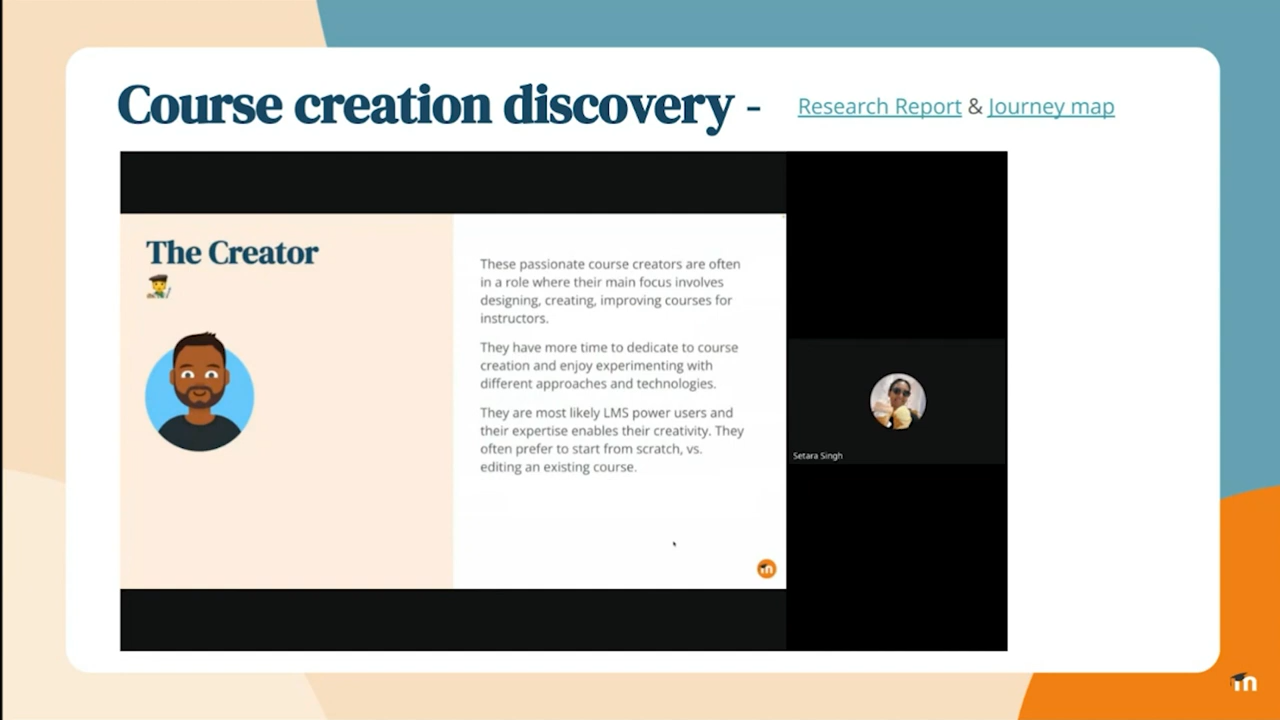 Course creation discovery - Research Report & Journey map
The Creator
These passionate course creators are often
in a role where their main focus involves
designing, creating, improving courses for
instructors.
They have more time to dedicate to course
creation and enjoy experimenting with
different approaches and technologies.
They are most likely LMS power users and
their expertise enables their creativity. They
often prefer to start from scratch, vs.
editing an existing course.
Setara Singh
m
m